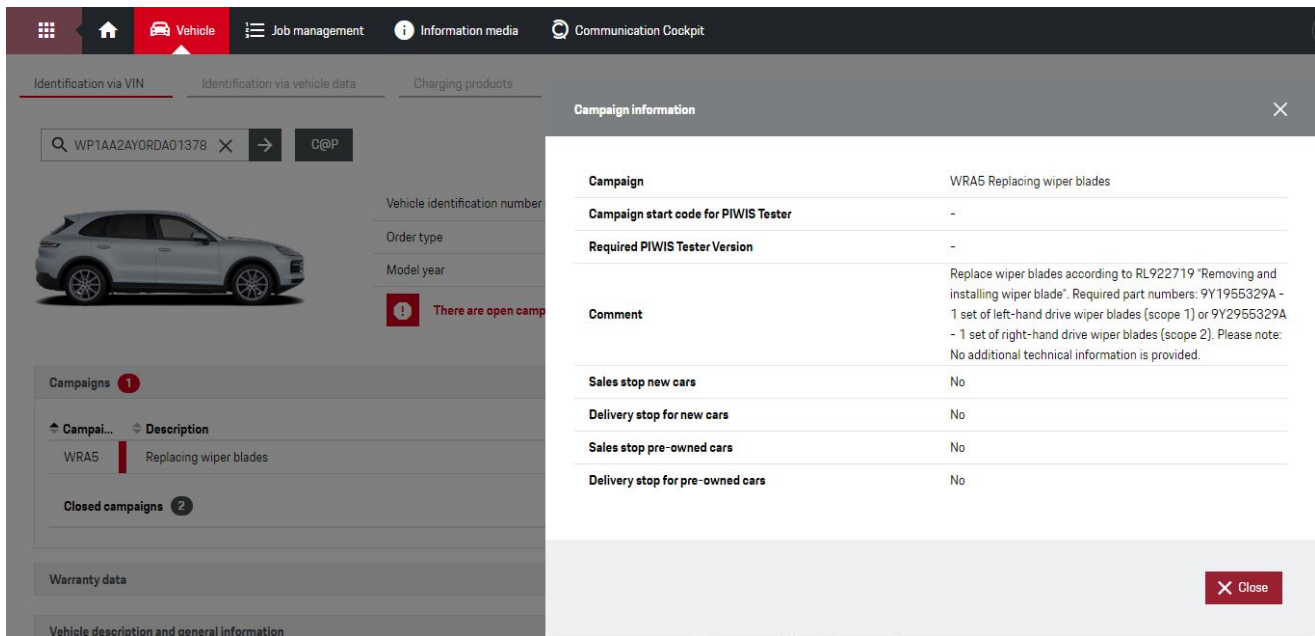 Vehicle
Job management
Information media
Communication Cockpit
Identification via VIN
Identification via vehicle data
Charging products
WP1AA2AY0RDA01378
C@P
Vehicle identification number
Order type
Model year
There are open camp
Campaigns 1
Campai... Description
WRA5 Replacing wiper blades
Closed campaigns 2
Warranty data
Vehicle description and general information
Campaign information
Campaign WRA5 Replacing wiper blades
Campaign start code for PIWIS Tester -
Required PIWIS Tester Version -
Comment
Replace wiper blades according to RL922719 "Removing and
installing wiper blade". Required part numbers: 9Y1955329A -
1 set of left-hand drive wiper blades (scope 1) or 9Y2955329A
- 1 set of right-hand drive wiper blades (scope 2). Please note:
No additional technical information is provided.
Sales stop new cars No
Delivery stop for new cars No
Sales stop pre-owned cars No
Delivery stop for pre-owned cars No
Close